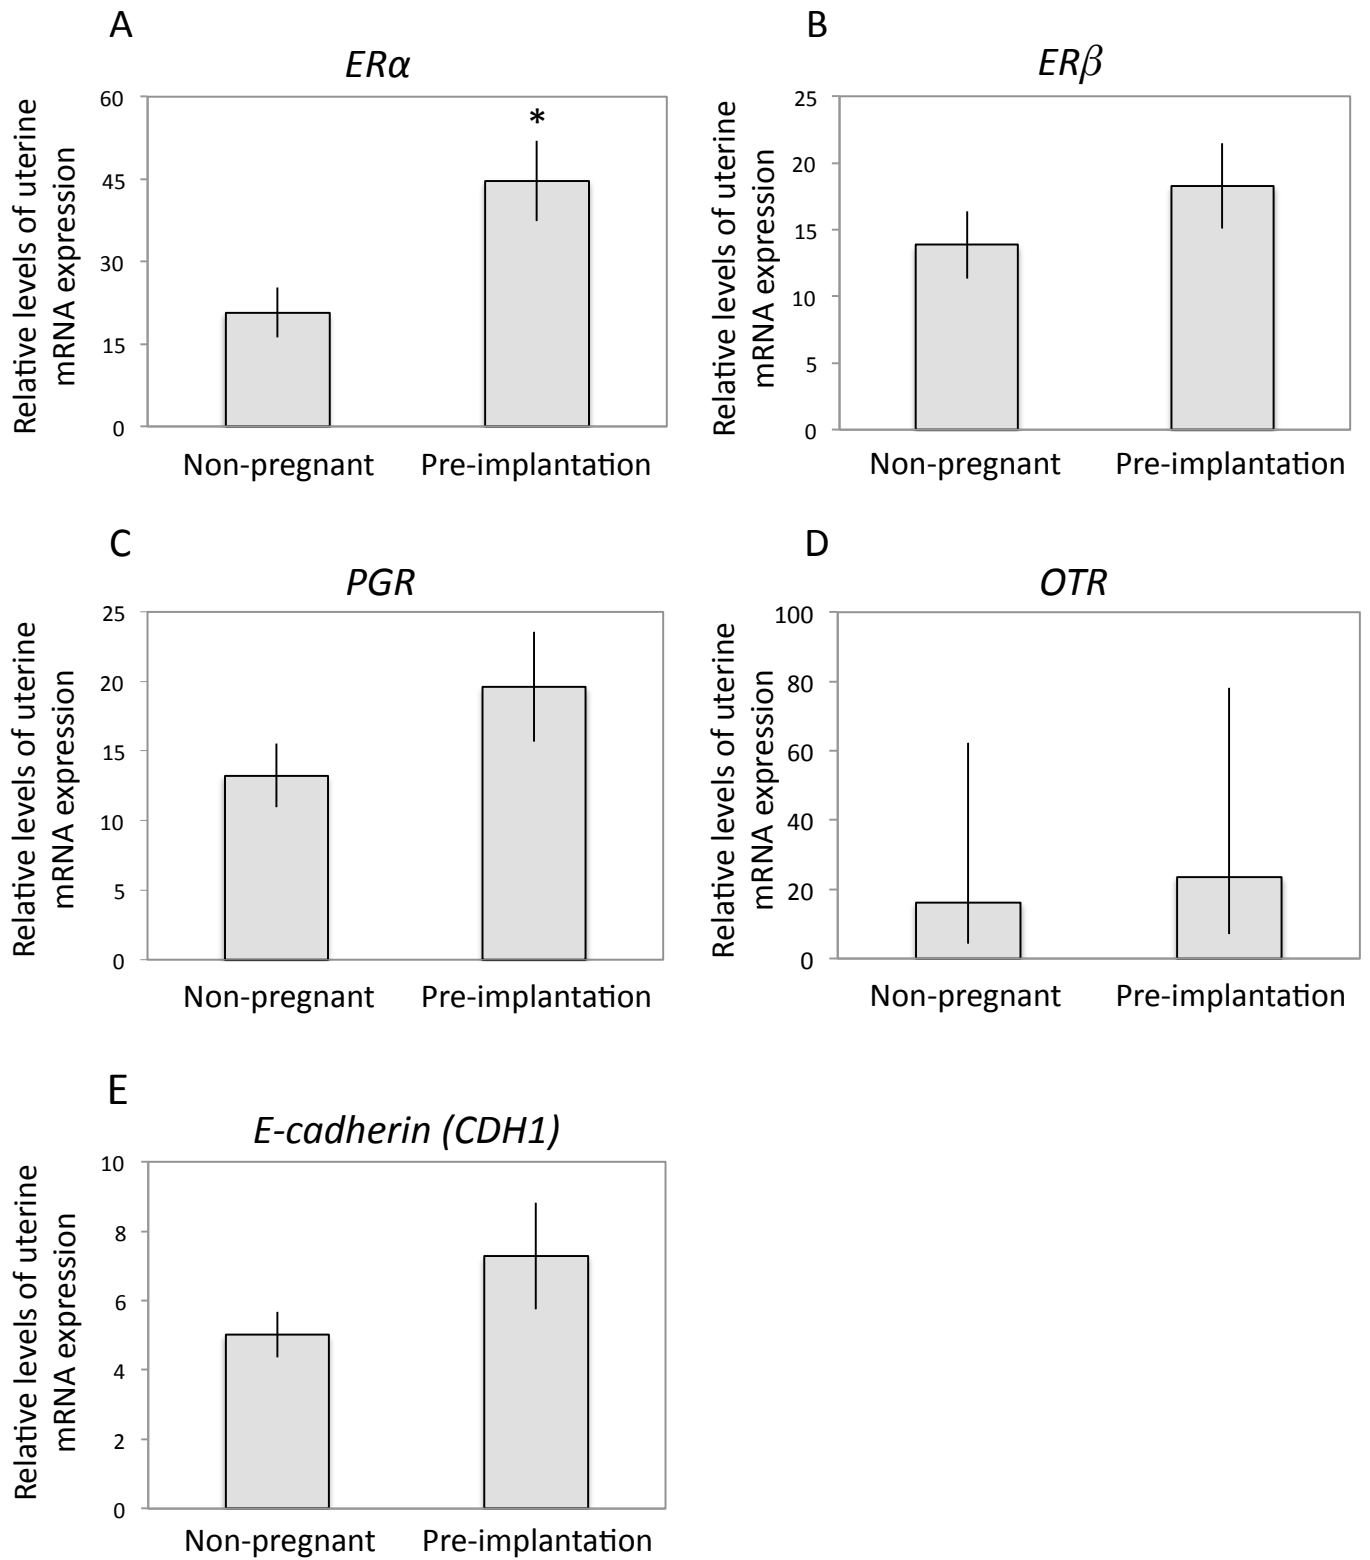 A
ERα
Relative levels of uterine
mRNA expression
60
45
30
15
0
*
Non-pregnant
Pre-implantation
B
ERβ
Relative levels of uterine
mRNA expression
25
20
15
10
5
0
Non-pregnant
Pre-implantation
C
PGR
Relative levels of uterine
mRNA expression
25
20
15
10
5
0
Non-pregnant
Pre-implantation
D
OTR
Relative levels of uterine
mRNA expression
100
80
60
40
20
0
Non-pregnant
Pre-implantation
E
E-cadherin (CDH1)
Relative levels of uterine
mRNA expression
10
8
6
4
2
0
Non-pregnant
Pre-implantation